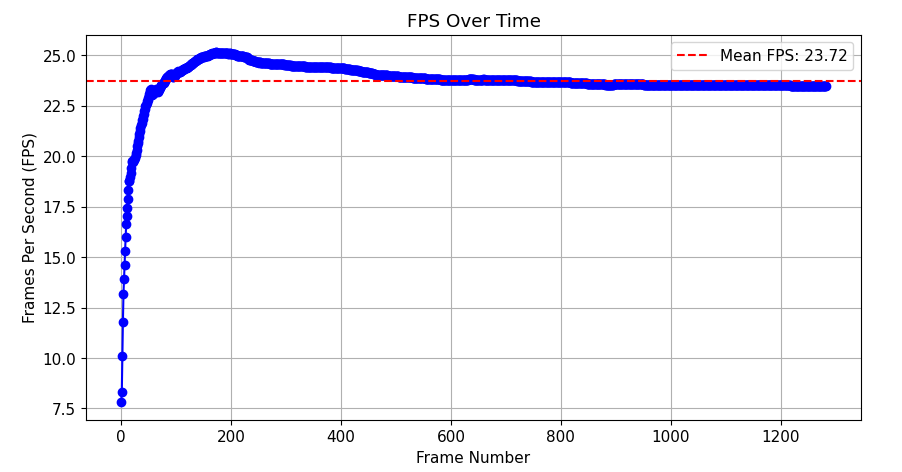 FPS Over Time
Mean FPS: 23.72
Frames Per Second (FPS)
25.0
22.5
20.0
17.5
15.0
12.5
10.0
7.5
0 200 400 600 800 1000 1200
Frame Number